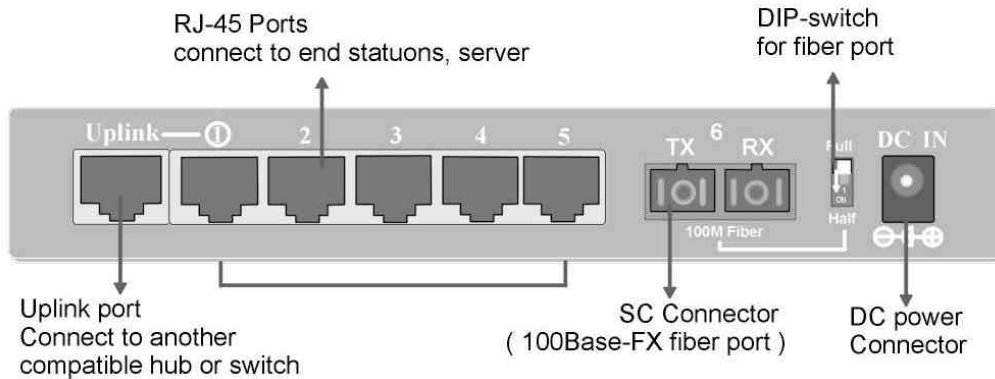 RJ-45 Ports
connect to end statuons, server
DIP-switch
for fiber port
Uplink 1 2 3 4 5
TX 6 RX
Full
DC IN
1
ON
100M Fiber
Half
Uplink port
Connect to another
compatible hub or switch
SC Connector
( 100Base-FX fiber port )
DC power
Connector